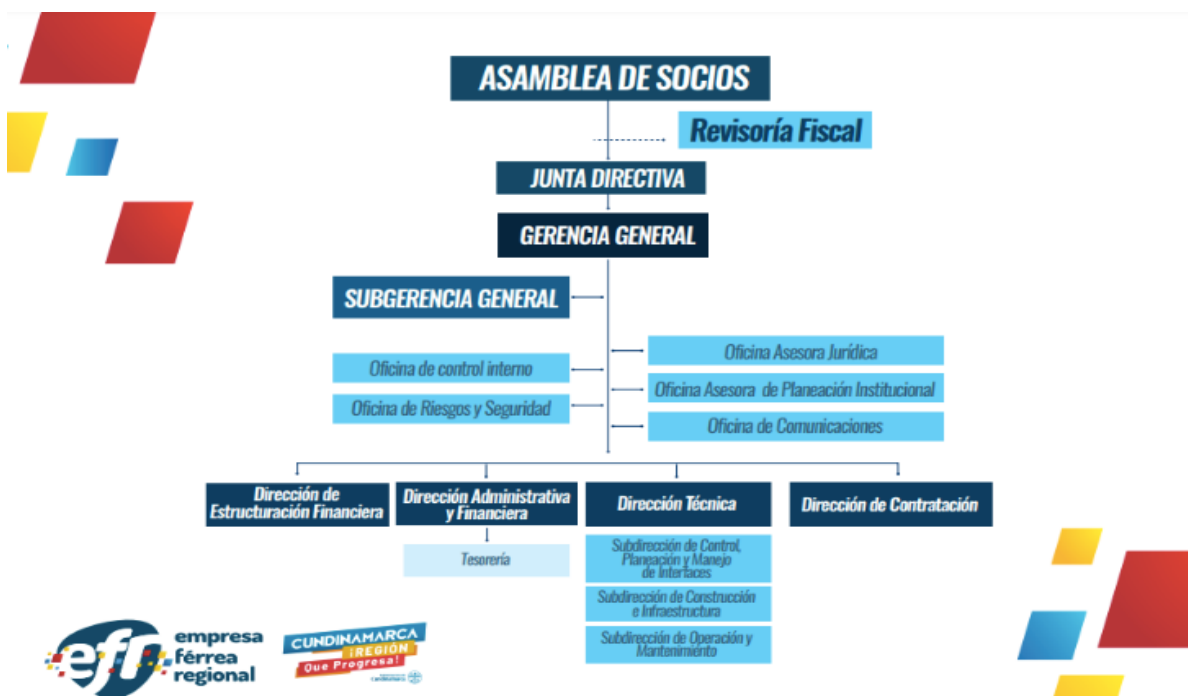 ASAMBLEA DE SOCIOS
Revisoría Fiscal
JUNTA DIRECTIVA
GERENCIA GENERAL
SUBGERENCIA GENERAL
Oficina Asesora Jurídica
Oficina de control interno
Oficina Asesora de Planeación Institucional
Oficina de Riesgos y Seguridad
Oficina de Comunicaciones
Dirección de
Estructuración Financiera
Dirección Administrativa
y Financiera
Dirección Técnica
Dirección de Contratación
Tesorería
Subdirección de Control,
Planeación y Manejo
de Interfaces
Subdirección de Construcción
e Infraestructura
Subdirección de Operación y
Mantenimiento
efr
empresa
férrea
regional
CUNDINAMARCA
¡REGIÓN
Que Progresa!